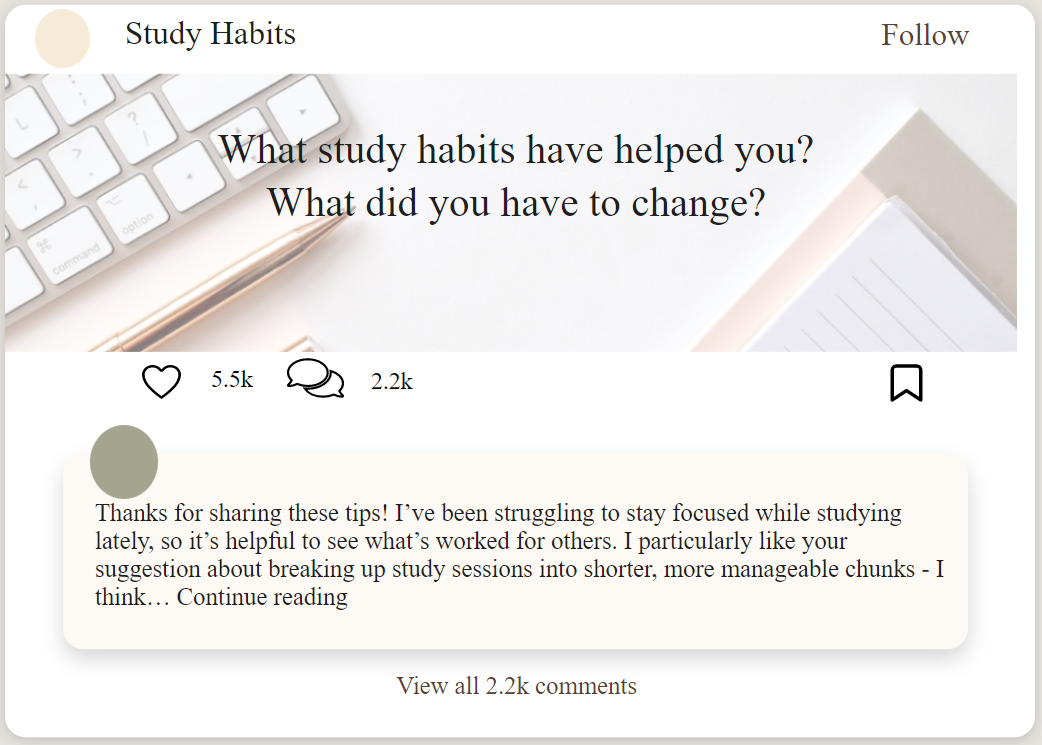 Study Habits
Follow
What study habits have helped you?
What did you have to change?
L
:
;
?
/
>
.
<
,
⌘
command
⌥
option
5.5k
2.2k
Thanks for sharing these tips! I’ve been struggling to stay focused while studying
lately, so it’s helpful to see what’s worked for others. I particularly like your
suggestion about breaking up study sessions into shorter, more manageable chunks - I
think… Continue reading
View all 2.2k comments